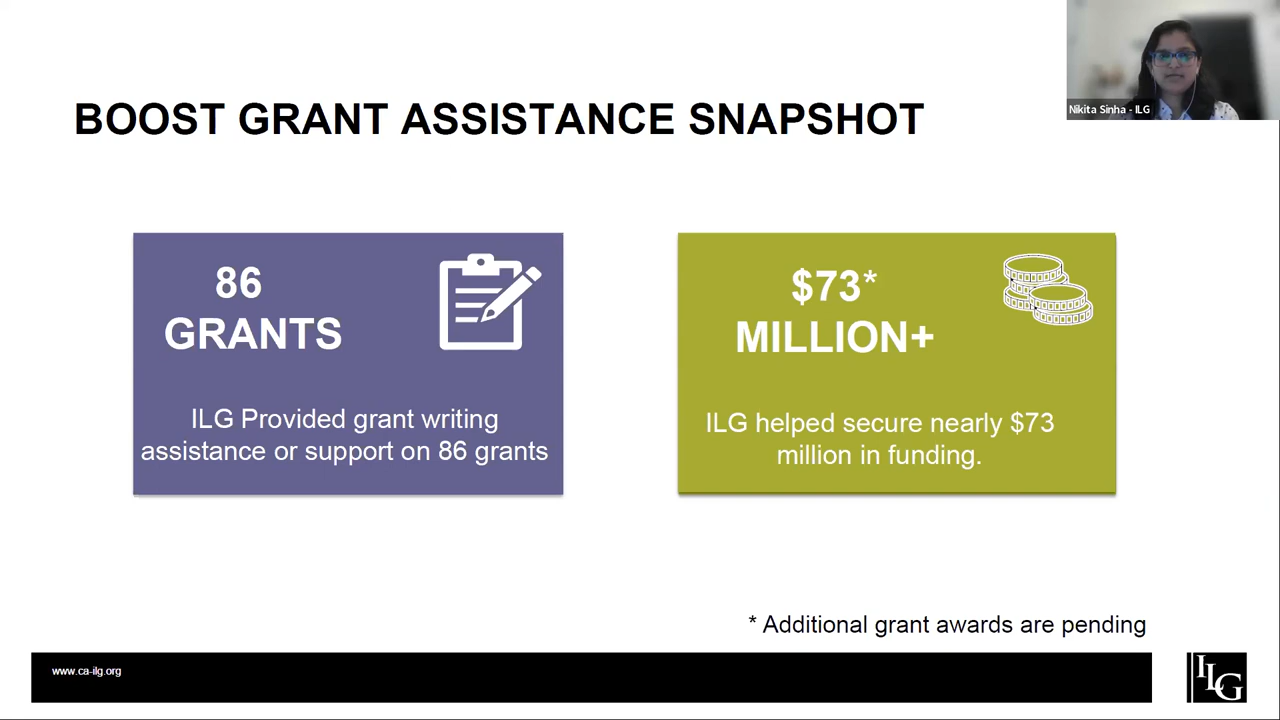 Nikita Sinha - ILG
BOOST GRANT ASSISTANCE SNAPSHOT
86
GRANTS
ILG Provided grant writing
assistance or support on 86 grants
$73*
MILLION+
ILG helped secure nearly $73
million in funding.
* Additional grant awards are pending
www.ca-ilg.org
ILG